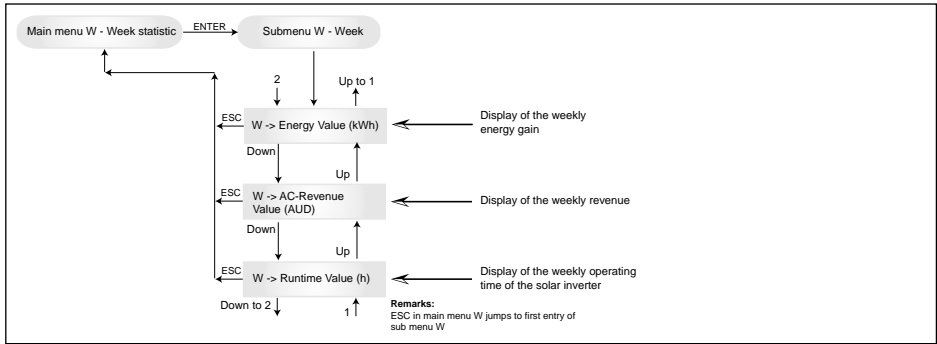 Main menu W - Week statistic
ENTER
Submenu W - Week
2
Up to 1
ESC
W -> Energy Value (kWh)
Display of the weekly
energy gain
Down
Up
ESC
W -> AC-Revenue
Value (AUD)
Display of the weekly revenue
Down
Up
ESC
W -> Runtime Value (h)
Display of the weekly operating
time of the solar inverter
Down to 2
1
Remarks:
ESC in main menu W jumps to first entry of
sub menu W